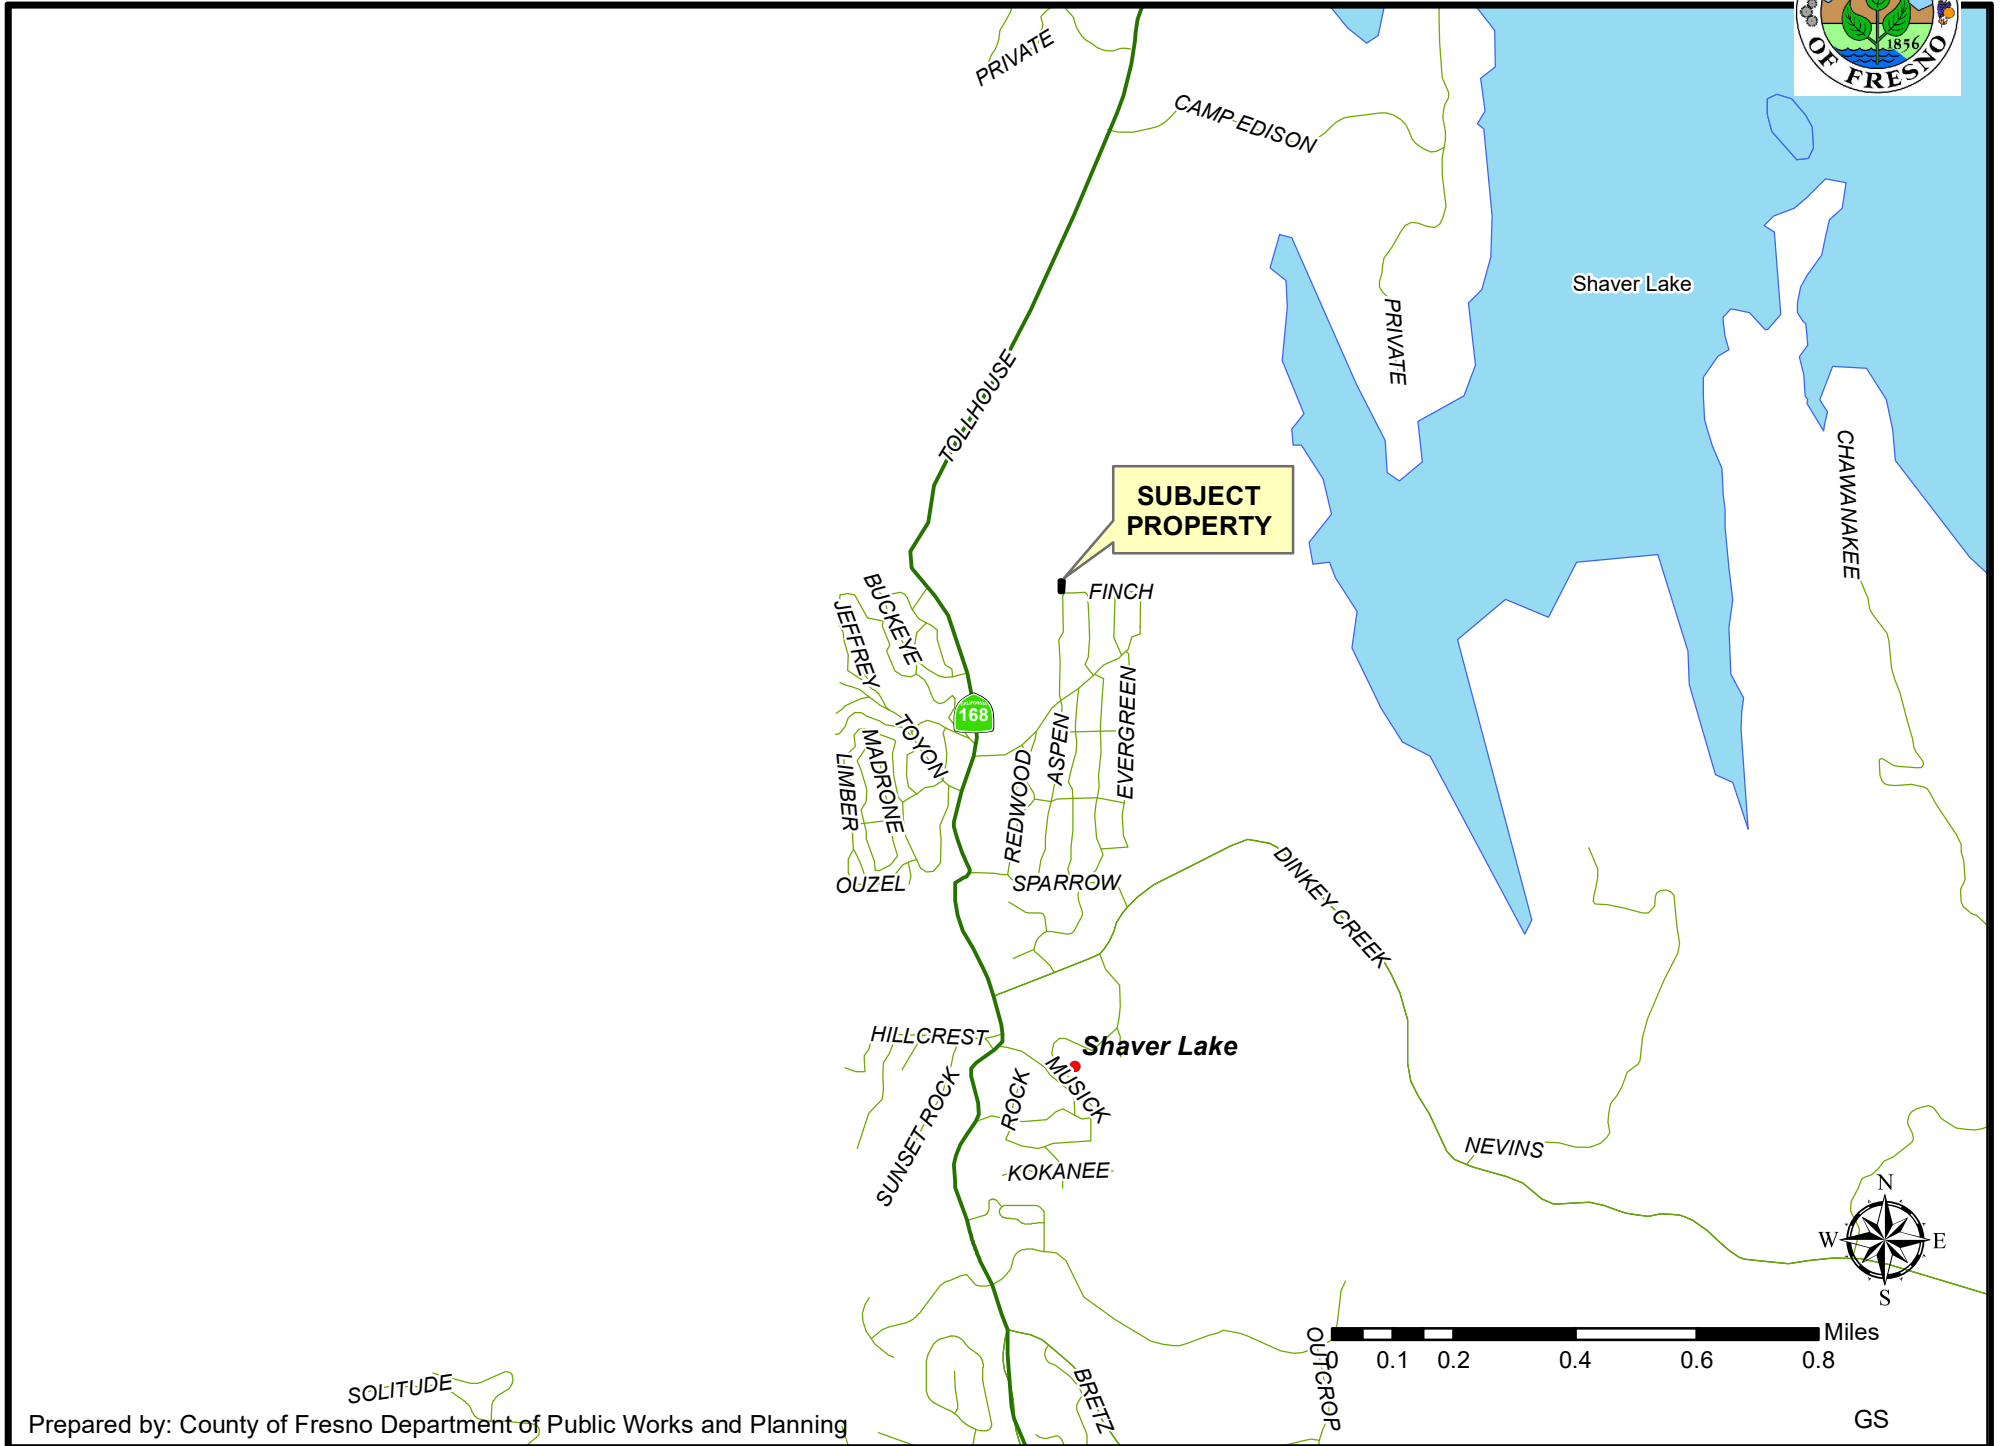 1856
OF FRESNO
PRIVATE
CAMP EDISON
Shaver Lake
PRIVATE
TOLLHOUSE
CHAWANAKEE
SUBJECT
PROPERTY
FINCH
BUCKEYE
JEFFREY
CALIFORNIA
168
EVERGREEN
ASPEN
TOYON
MADRONE
LIMBER
REDWOOD
OUZEL
SPARROW
DINKEY CREEK
HILLCREST
Shaver Lake
MUSICK
ROCK
SUNSET ROCK
NEVINS
KOKANEE
N
W
E
S
Miles
0
0.1
0.2
0.4
0.6
0.8
OUTCROP
BRETZ
SOLITUDE
Prepared by: County of Fresno Department of Public Works and Planning
GS